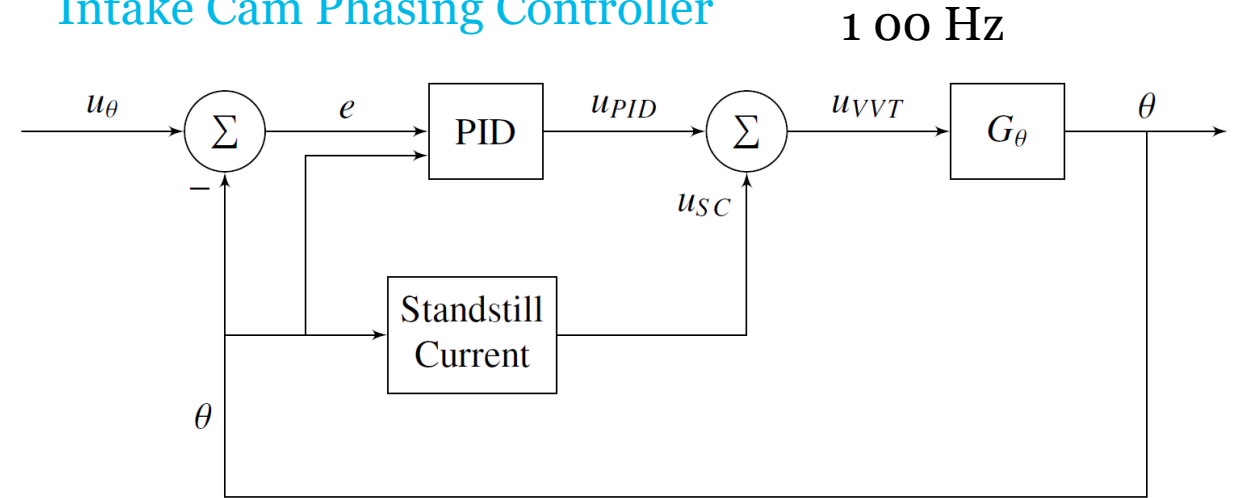 Intake Cam Phasing Controller
1 00 Hz
uθ
Σ
e
PID
uPID
Σ
uVVT
Gθ
θ
−
uSC
Standstill
Current
θ